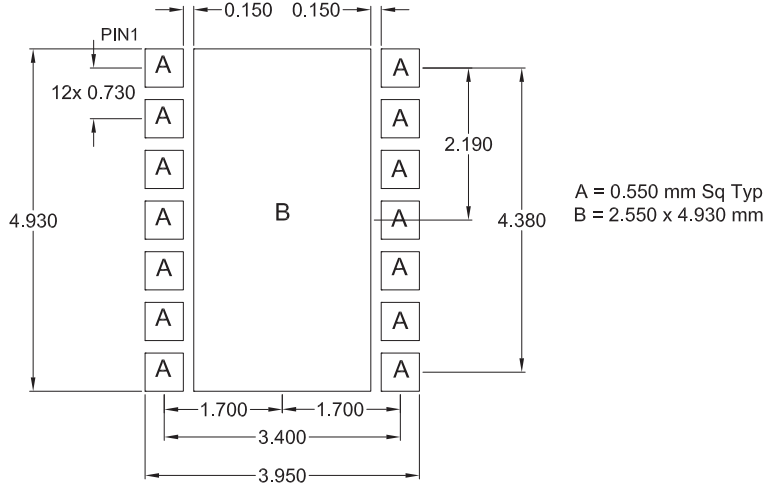 0.150 0.150
PIN1
A A
12x 0.730
A A
2.190
A A
A = 0.550 mm Sq Typ
4.930 A B A 4.380
B = 2.550 x 4.930 mm
A A
A A
A A
1.700 1.700
3.400
3.950